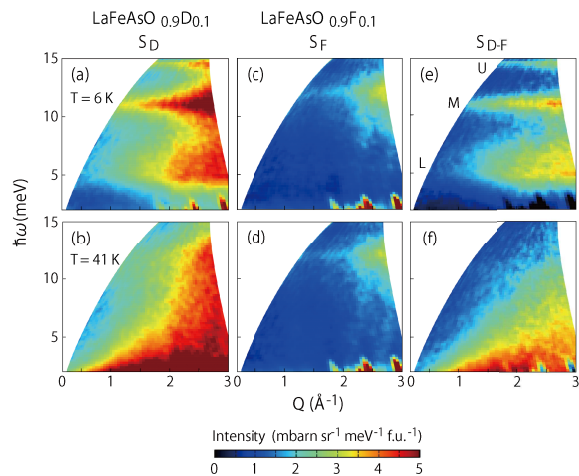 LaFeAsO 0.9D0.1 LaFeAsO 0.9F0.1
SD SF SD-F
15 (a) T = 6 K 10 5
(c)
(e) U M L
ħω (meV)
15 (b) T = 41 K 10 5
(d)
(f)
0 1 2 3 0 1 2 3 0 1 2 3
Q (Å-1)
Intensity (mbarn sr-1 meV-1 f.u.-1)
0 1 2 3 4 5